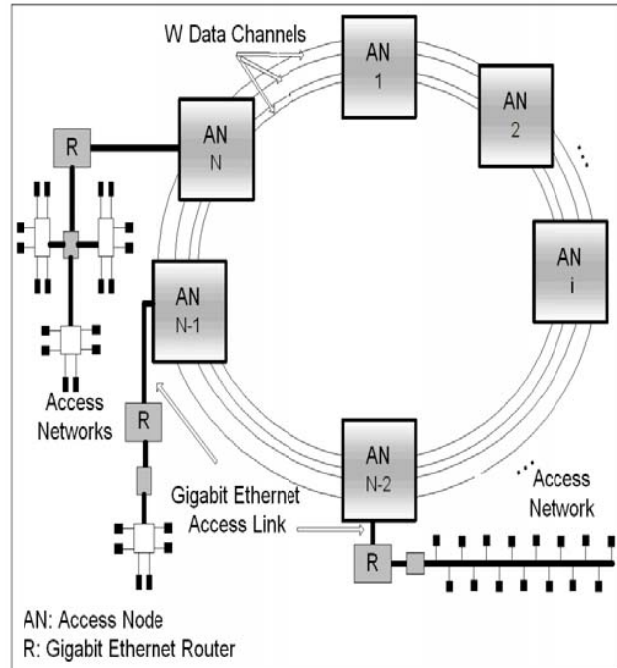 W Data Channels
AN
1
AN
2
AN
N
R
AN
i
AN
N-1
Access
Networks
R
AN
N-2
Gigabit Ethernet
Access Link
Access
Network
R
AN: Access Node
R: Gigabit Ethernet Router